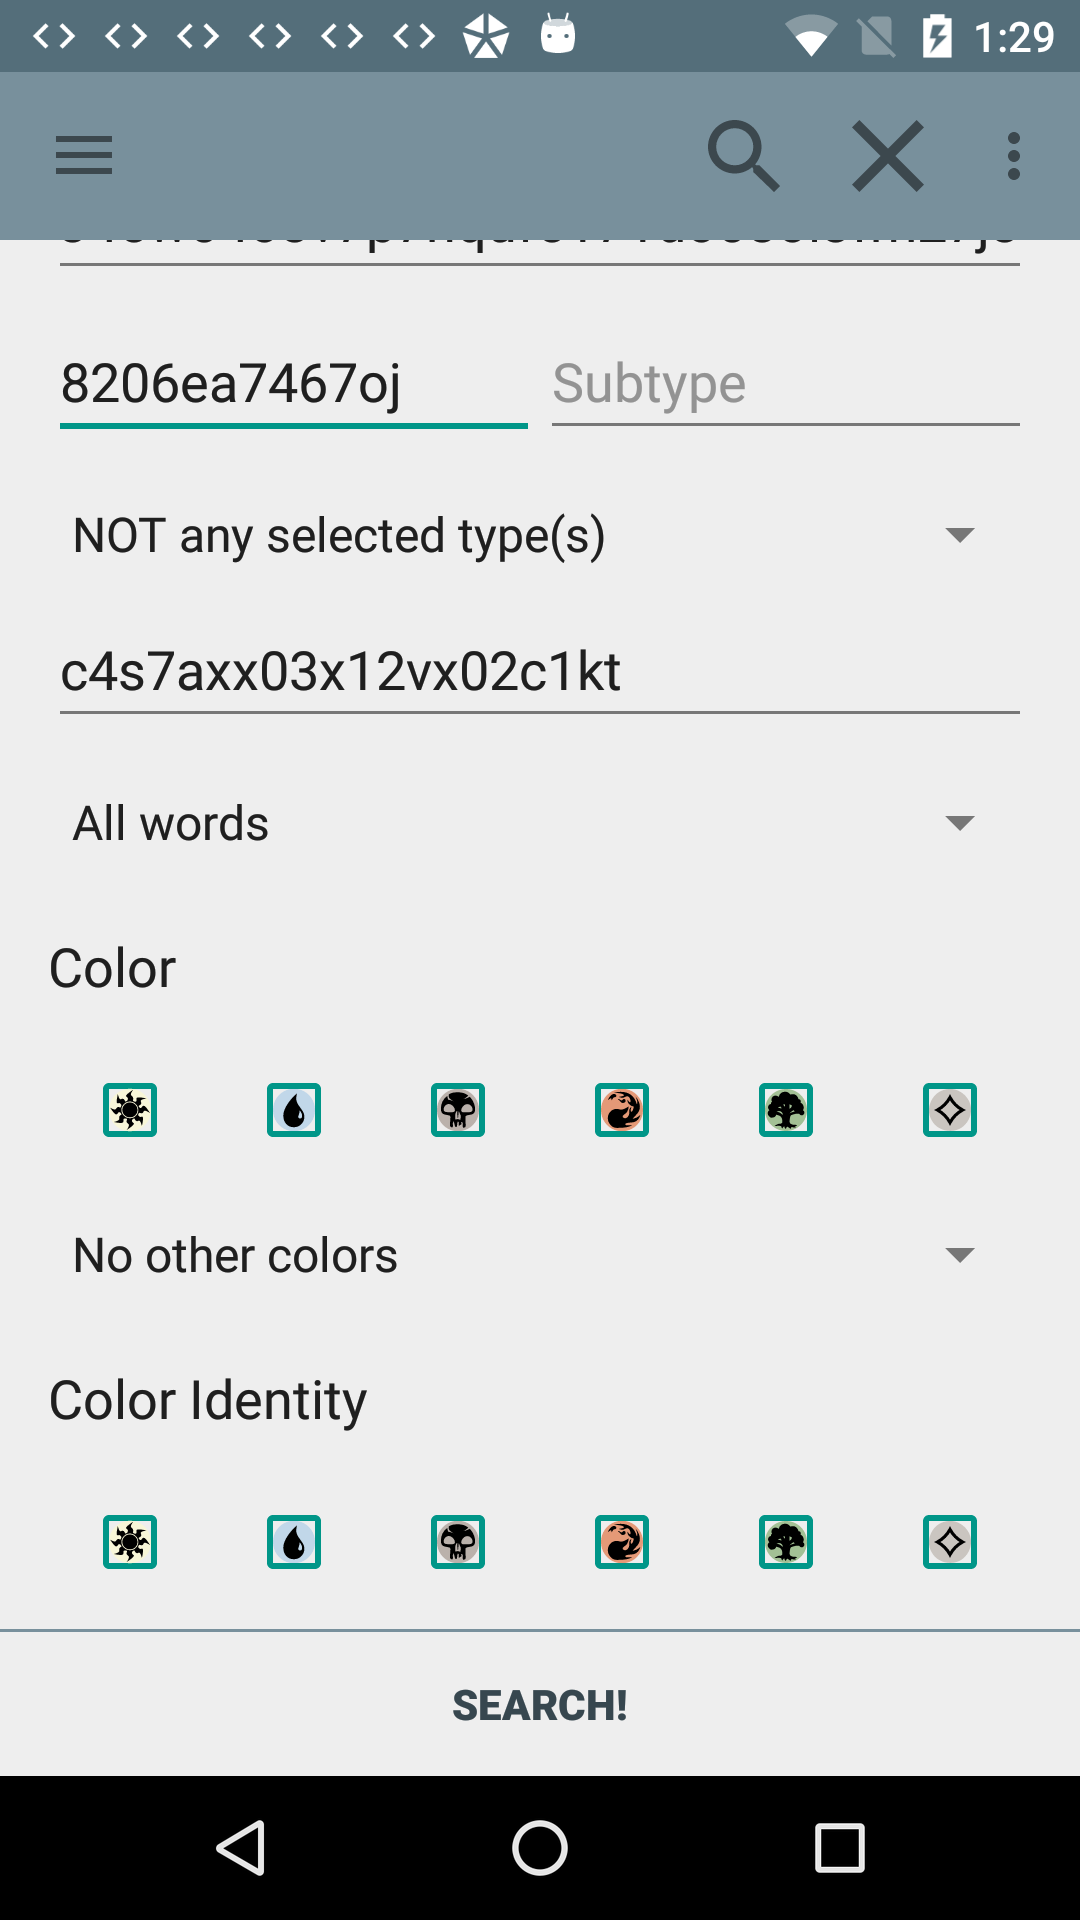 1:29
8206ea7467oj Subtype
NOT any selected type(s)
c4s7axx03x12vx02c1kt
All words
Color
No other colors
Color Identity
SEARCH!